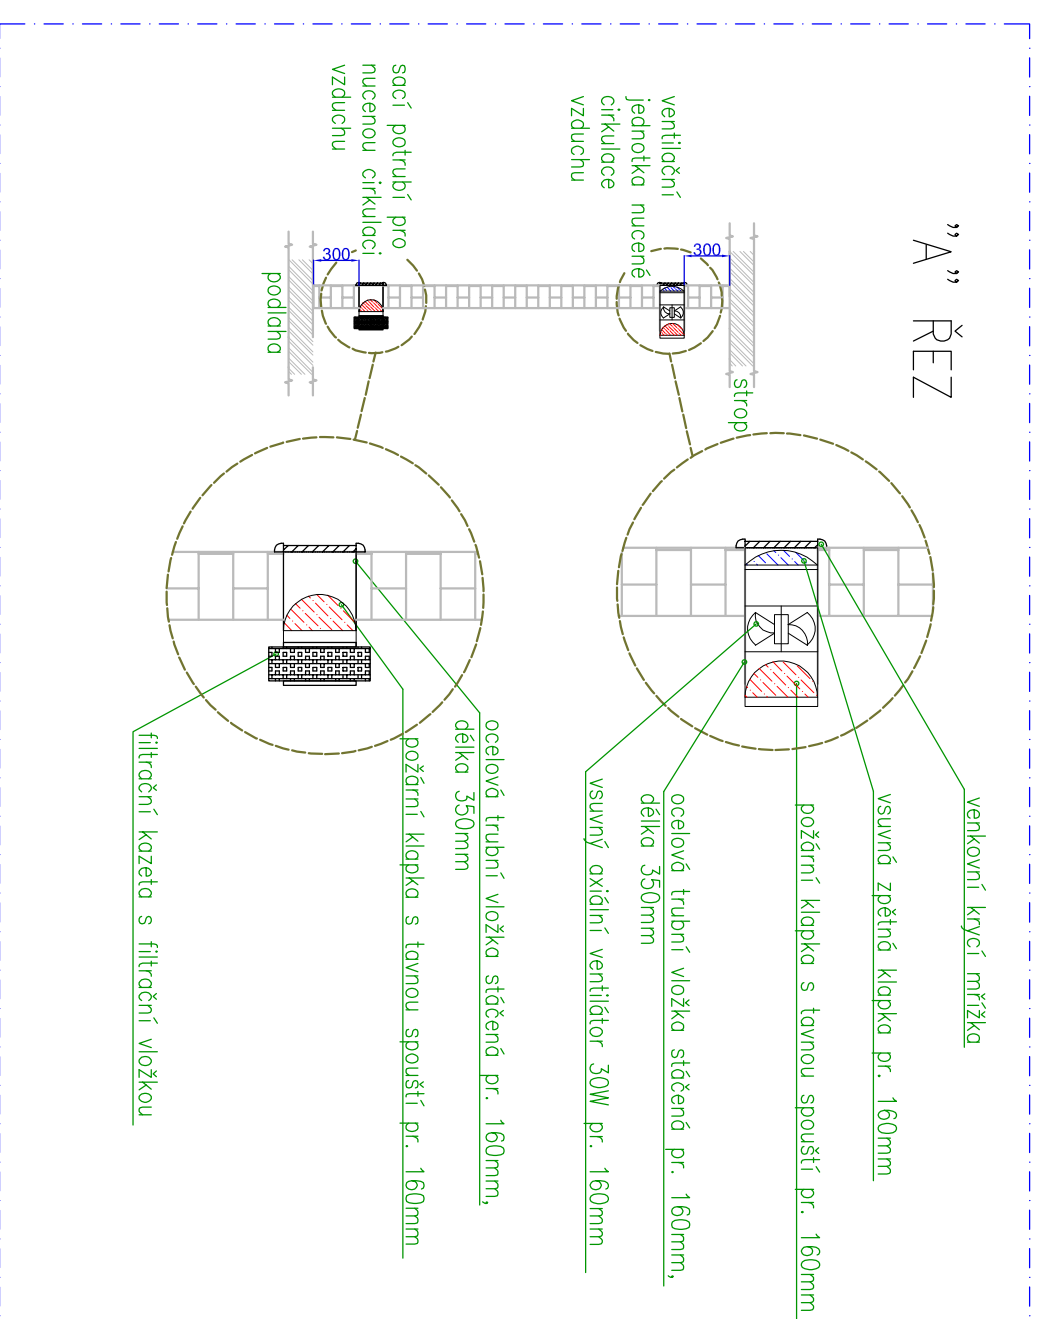 "A" ŘEZ
strop
300
ventilační
jednotka nucené
cirkulace
vzduchu
300
sací potrubí pro
nucenou cirkulaci
vzduchu
podlaha
venkovní krycí mřížka
vsuvná zpětná klapka pr. 160mm
požární klapka s tavnou spouští pr. 160mm
ocelová trubní vložka stáčená pr. 160mm,
délka 350mm
vsuvný axiální ventilátor 30W pr. 160mm
ocelová trubní vložka stáčená pr. 160mm,
délka 350mm
požární klapka s tavnou spouští pr. 160mm
filtrační kazeta s filtrační vložkou